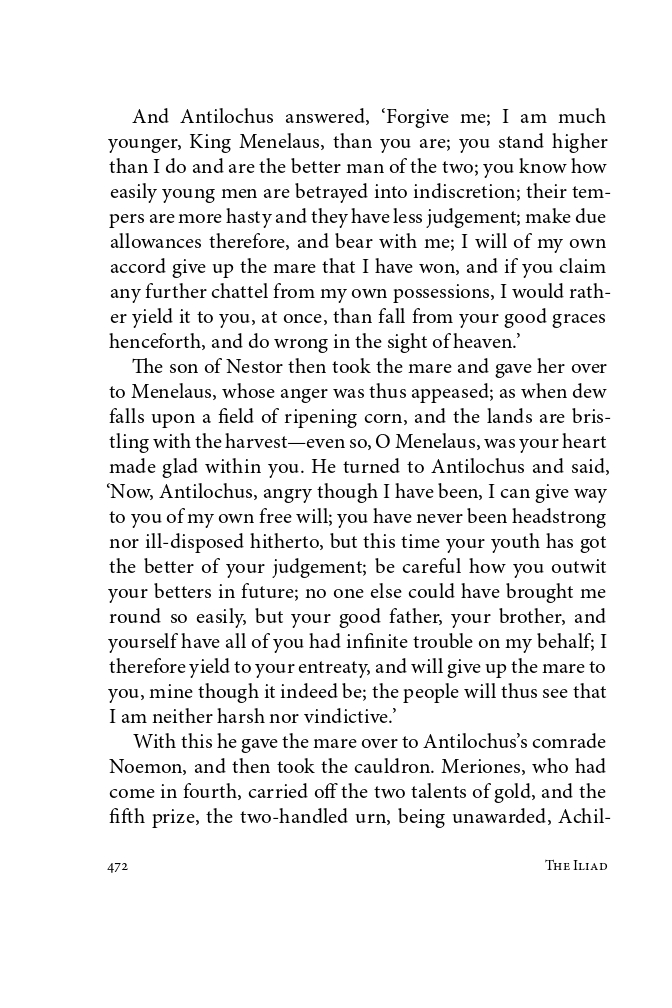 And Antilochus answered, ‘Forgive me; I am much
younger, King Menelaus, than you are; you stand higher
than I do and are the better man of the two; you know how
easily young men are betrayed into indiscretion; their tem-
pers are more hasty and they have less judgement; make due
allowances therefore, and bear with me; I will of my own
accord give up the mare that I have won, and if you claim
any further chattel from my own possessions, I would rath-
er yield it to you, at once, than fall from your good graces
henceforth, and do wrong in the sight of heaven.’
The son of Nestor then took the mare and gave her over
to Menelaus, whose anger was thus appeased; as when dew
falls upon a field of ripening corn, and the lands are bris-
tling with the harvest—even so, O Menelaus, was your heart
made glad within you. He turned to Antilochus and said,
‘Now, Antilochus, angry though I have been, I can give way
to you of my own free will; you have never been headstrong
nor ill-disposed hitherto, but this time your youth has got
the better of your judgement; be careful how you outwit
your betters in future; no one else could have brought me
round so easily, but your good father, your brother, and
yourself have all of you had infinite trouble on my behalf; I
therefore yield to your entreaty, and will give up the mare to
you, mine though it indeed be; the people will thus see that
I am neither harsh nor vindictive.’
With this he gave the mare over to Antilochus’s comrade
Noemon, and then took the cauldron. Meriones, who had
come in fourth, carried off the two talents of gold, and the
fifth prize, the two-handled urn, being unawarded, Achil-
472
The Iliad